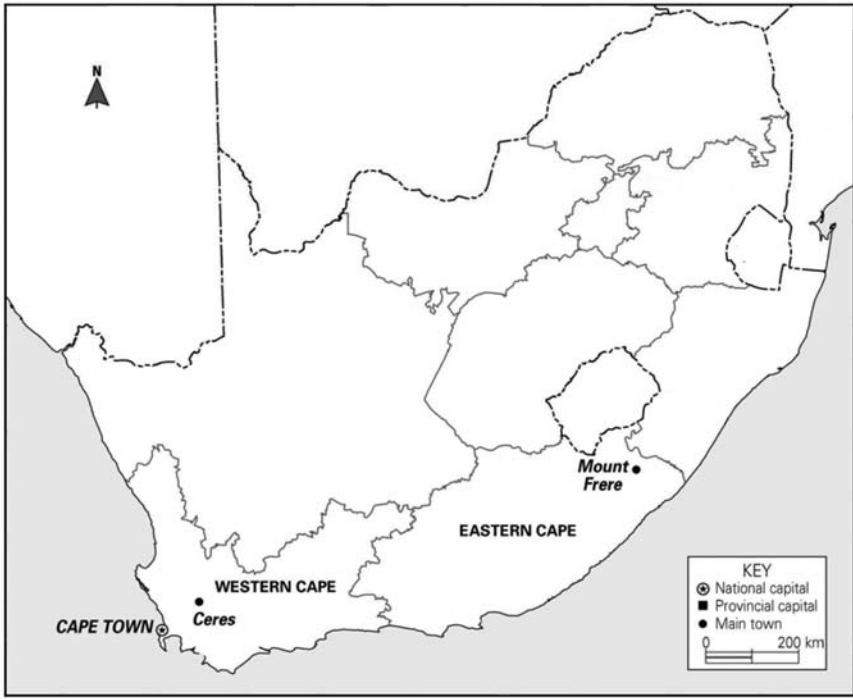 N
Mount
Frere
EASTERN CAPE
WESTERN CAPE
Ceres
CAPE TOWN
KEY
National capital
Provincial capital
Main town
0 200 km